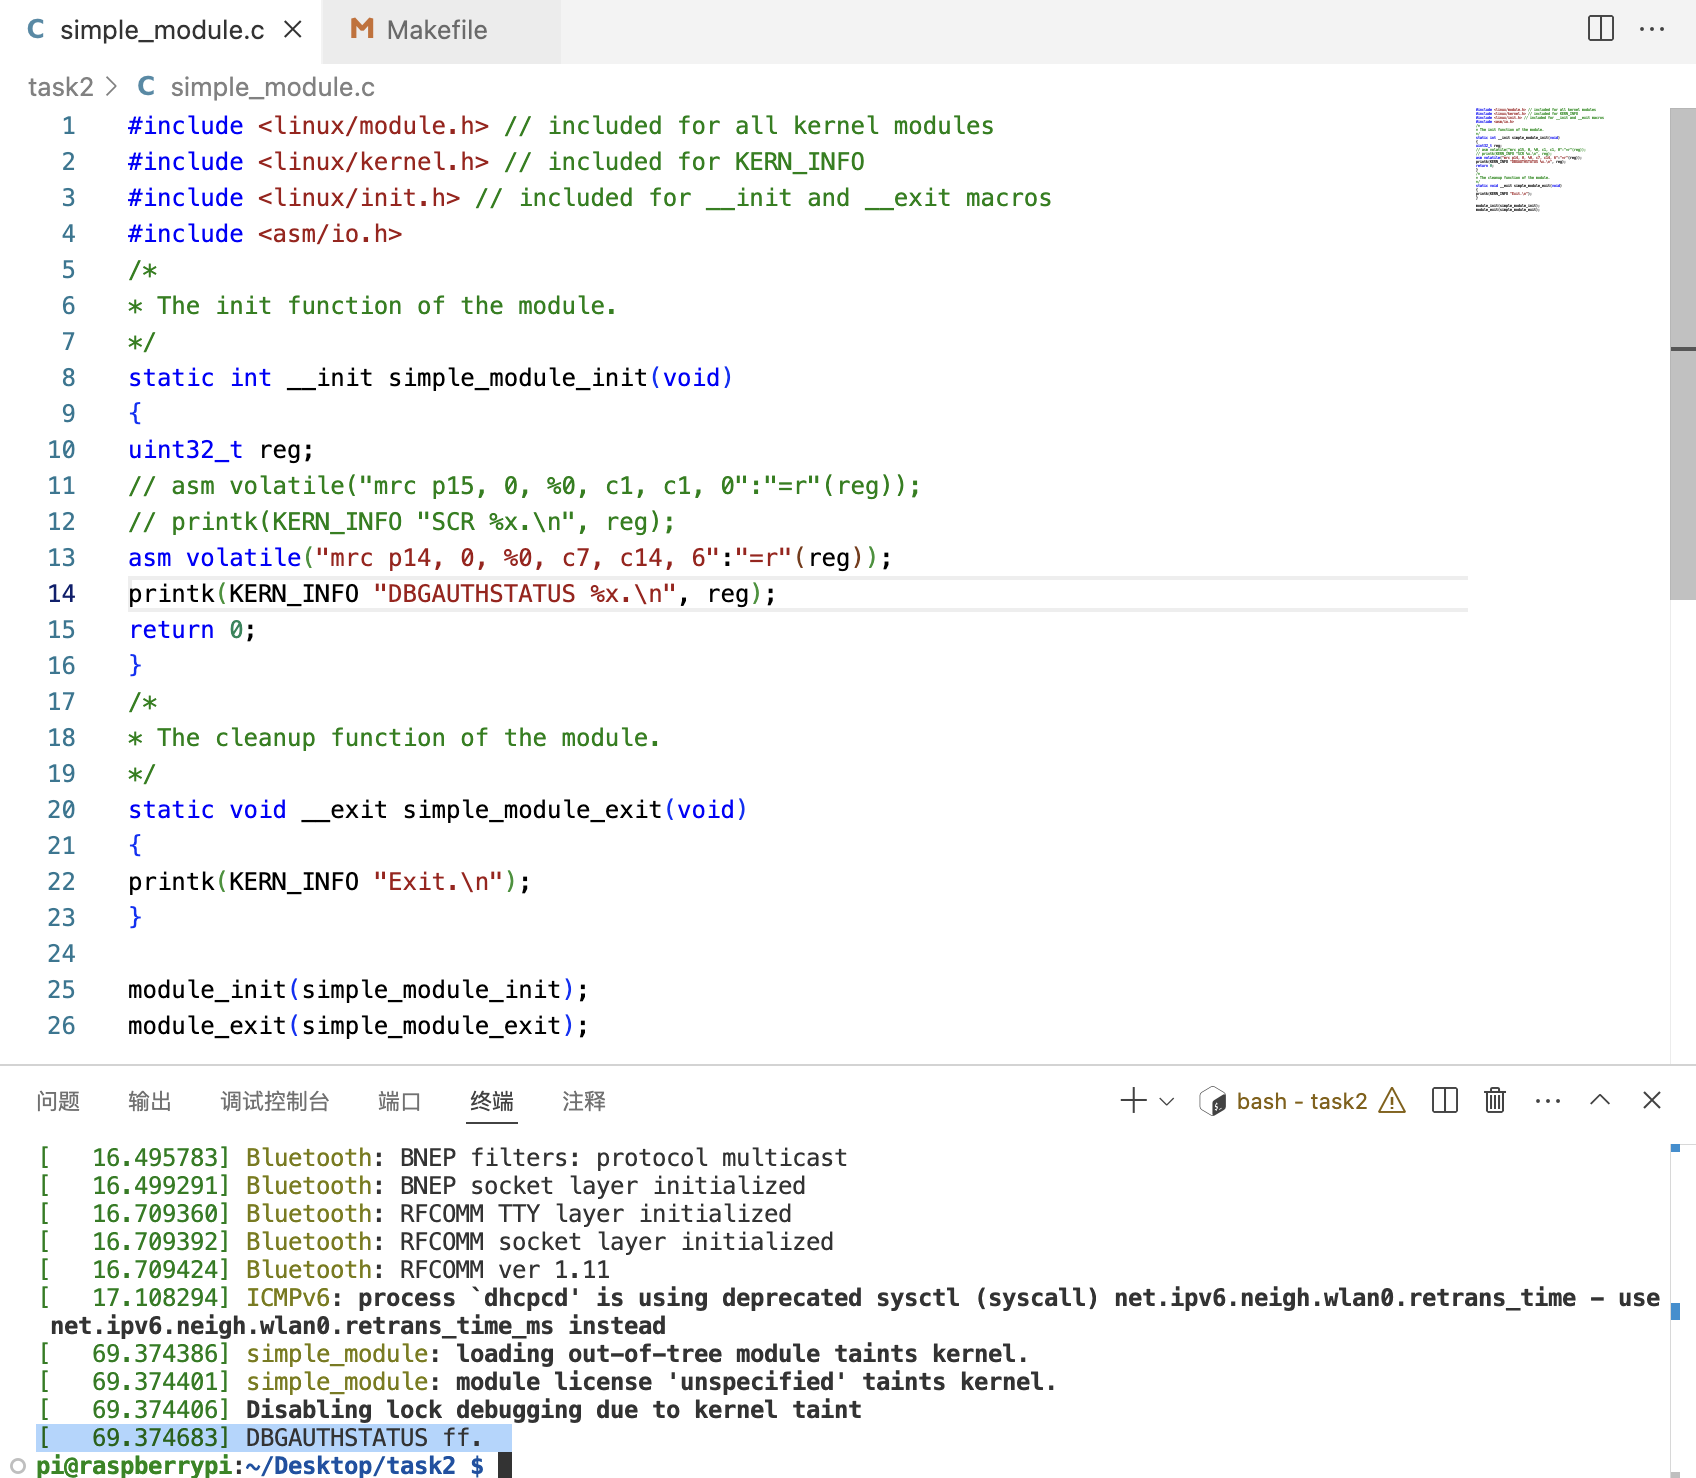 C simple_module.c
M Makefile
task2 > C simple_module.c
1 #include <linux/module.h> // included for all kernel modules
2 #include <linux/kernel.h> // included for KERN_INFO
3 #include <linux/init.h> // included for __init and __exit macros
4 #include <asm/io.h>
5 /*
6 * The init function of the module.
7 */
8 static int __init simple_module_init(void)
9 {
10 uint32_t reg;
11 // asm volatile("mrc p15, 0, %0, c1, c1, 0":"=r"(reg));
12 // printk(KERN_INFO "SCR %x.\n", reg);
13 asm volatile("mrc p14, 0, %0, c7, c14, 6":"=r"(reg));
14 printk(KERN_INFO "DBGAUTHSTATUS %x.\n", reg);
15 return 0;
16 }
17 /*
18 * The cleanup function of the module.
19 */
20 static void __exit simple_module_exit(void)
21 {
22 printk(KERN_INFO "Exit.\n");
23 }
24
25 module_init(simple_module_init);
26 module_exit(simple_module_exit);
问题 输出 调试控制台 端口 终端 注释
bash - task2
[   16.495783] Bluetooth: BNEP filters: protocol multicast
[   16.499291] Bluetooth: BNEP socket layer initialized
[   16.709360] Bluetooth: RFCOMM TTY layer initialized
[   16.709392] Bluetooth: RFCOMM socket layer initialized
[   16.709424] Bluetooth: RFCOMM ver 1.11
[   17.108294] ICMPv6: process `dhcpcd' is using deprecated sysctl (syscall) net.ipv6.neigh.wlan0.retrans_time - use
net.ipv6.neigh.wlan0.retrans_time_ms instead
[   69.374386] simple_module: loading out-of-tree module taints kernel.
[   69.374401] simple_module: module license 'unspecified' taints kernel.
[   69.374406] Disabling lock debugging due to kernel taint
[   69.374683] DBGAUTHSTATUS ff.
pi@raspberrypi:~/Desktop/task2 $